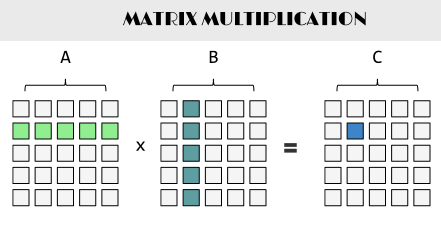 MATRIX MULTIPLICATION
A B C
x =